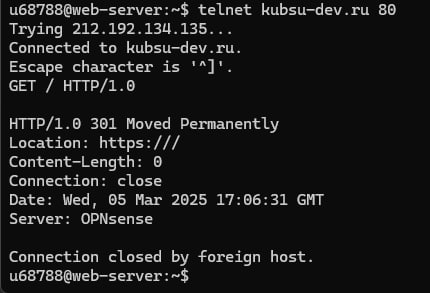 u68788@web-server:~$ telnet kubsu-dev.ru 80
Trying 212.192.134.135...
Connected to kubsu-dev.ru.
Escape character is '^]'.
GET / HTTP/1.0

HTTP/1.0 301 Moved Permanently
Location: https:///
Content-Length: 0
Connection: close
Date: Wed, 05 Mar 2025 17:06:31 GMT
Server: OPNsense

Connection closed by foreign host.
u68788@web-server:~$